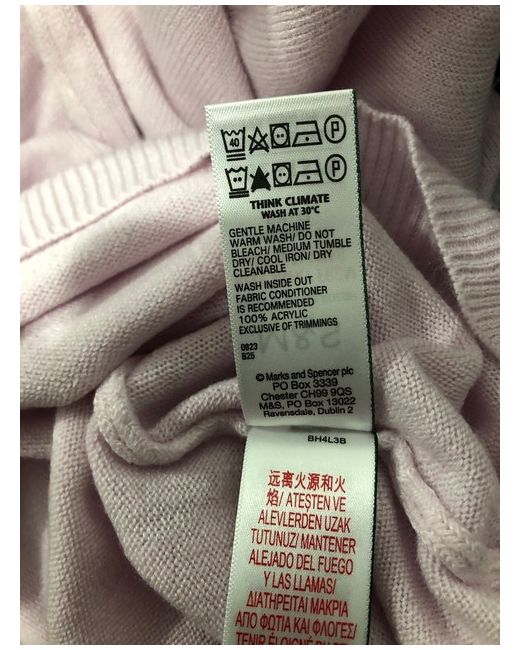 40
P
P
THINK CLIMATE
WASH AT 30°C
GENTLE MACHINE
WARM WASH/ DO NOT
BLEACH/ MEDIUM TUMBLE
DRY/ COOL IRON/ DRY
CLEANABLE
WASH INSIDE OUT
FABRIC CONDITIONER
IS RECOMMENDED
100% ACRYLIC
EXCLUSIVE OF TRIMMINGS
0823
B25
© Marks and Spencer plc
PO Box 3339
Chester CH99 9QS
M&S, PO Box 13022
Ravensdale, Dublin 2
BH4L3B
远离火源和火
焰/ ATEŞTEN VE
ALEVLERDEN UZAK
TUTUNUZ/ MANTENER
ALEJADO DEL FUEGO
Y LAS LLAMAS/
ΔΙΑΤΗΡΕΙΤΑΙ ΜΑΚΡΙΑ
ΑΠΟ ΦΩΤΙΑ ΚΑΙ ΦΛΟΓΕΣ/
TENIR ÉLOIGNÉ DU